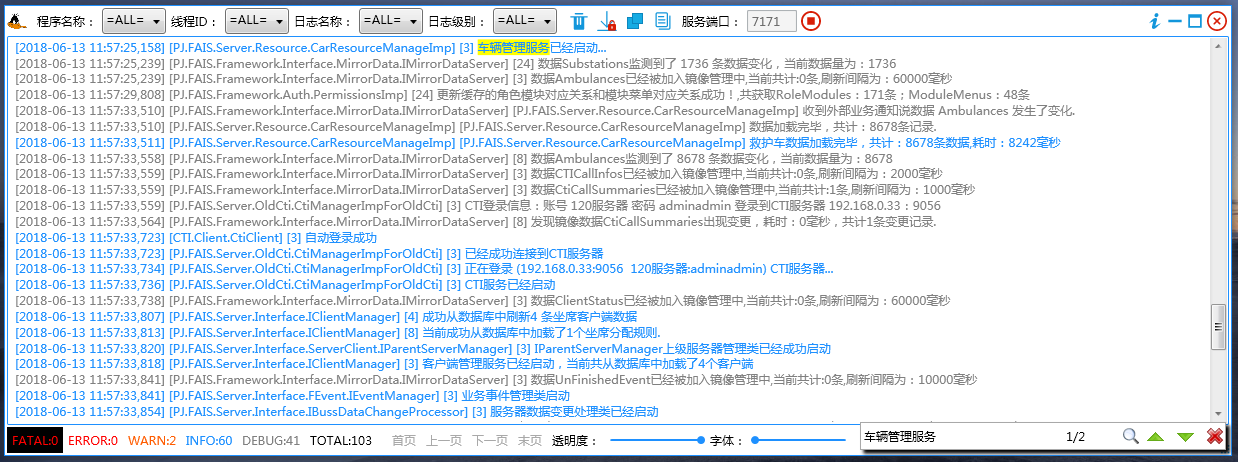 程序名称： =ALL= 线程ID： =ALL= 日志名称： =ALL= 日志级别： =ALL= 服务端口： 7171
[2018-06-13 11:57:25,158] [PJ.FAIS.Server.Resource.CarResourceManageImp] [3] 车辆管理服务已经启动...
[2018-06-13 11:57:25,239] [PJ.FAIS.Framework.Interface.MirrorData.IMirrorDataServer] [24] 数据Substations监测到了 1736 条数据变化，当前数据量为：1736
[2018-06-13 11:57:25,239] [PJ.FAIS.Framework.Interface.MirrorData.IMirrorDataServer] [3] 数据Ambulances已经被加入镜像管理中,当前共计:0条,刷新间隔为：60000毫秒
[2018-06-13 11:57:29,808] [PJ.FAIS.Framework.Auth.PermissionsImp] [24] 更新缓存的角色模块对应关系和模块菜单对应关系成功！,共获取RoleModules：171条；ModuleMenus：48条
[2018-06-13 11:57:33,510] [PJ.FAIS.Framework.Interface.MirrorData.IMirrorDataServer] [PJ.FAIS.Server.Resource.CarResourceManageImp] 收到外部业务通知说数据 Ambulances 发生了变化.
[2018-06-13 11:57:33,510] [PJ.FAIS.Server.Resource.CarResourceManageImp] [PJ.FAIS.Server.Resource.CarResourceManageImp] 数据加载完毕，共计：8678条记录.
[2018-06-13 11:57:33,511] [PJ.FAIS.Server.Resource.CarResourceManageImp] [PJ.FAIS.Server.Resource.CarResourceManageImp] 救护车数据加载完毕，共计：8678条数据,耗时：8242毫秒
[2018-06-13 11:57:33,558] [PJ.FAIS.Framework.Interface.MirrorData.IMirrorDataServer] [8] 数据Ambulances监测到了 8678 条数据变化，当前数据量为：8678
[2018-06-13 11:57:33,559] [PJ.FAIS.Framework.Interface.MirrorData.IMirrorDataServer] [3] 数据CTICallInfos已经被加入镜像管理中,当前共计:0条,刷新间隔为：2000毫秒
[2018-06-13 11:57:33,559] [PJ.FAIS.Framework.Interface.MirrorData.IMirrorDataServer] [3] 数据CtiCallSummaries已经被加入镜像管理中,当前共计:1条,刷新间隔为：1000毫秒
[2018-06-13 11:57:33,559] [PJ.FAIS.Server.OldCti.CtiManagerImpForOldCti] [3] CTI登录信息：账号 120服务器 密码 adminadmin 登录到CTI服务器 192.168.0.33：9056
[2018-06-13 11:57:33,564] [PJ.FAIS.Framework.Interface.MirrorData.IMirrorDataServer] [8] 发现镜像数据CtiCallSummaries出现变更，耗时：0毫秒，共计1条变更记录.
[2018-06-13 11:57:33,723] [CTI.Client.CtiClient] [3] 自动登录成功
[2018-06-13 11:57:33,723] [PJ.FAIS.Server.OldCti.CtiManagerImpForOldCti] [3] 已经成功连接到CTI服务器
[2018-06-13 11:57:33,734] [PJ.FAIS.Server.OldCti.CtiManagerImpForOldCti] [3] 正在登录 (192.168.0.33:9056 120服务器:adminadmin) CTI服务器...
[2018-06-13 11:57:33,736] [PJ.FAIS.Server.OldCti.CtiManagerImpForOldCti] [3] CTI服务已经启动
[2018-06-13 11:57:33,738] [PJ.FAIS.Framework.Interface.MirrorData.IMirrorDataServer] [3] 数据ClientStatus已经被加入镜像管理中,当前共计:0条,刷新间隔为：60000毫秒
[2018-06-13 11:57:33,807] [PJ.FAIS.Server.Interface.IClientManager] [4] 成功从数据库中刷新4 条坐席客户端数据
[2018-06-13 11:57:33,813] [PJ.FAIS.Server.Interface.IClientManager] [8] 当前成功从数据库中加载了1个坐席分配规则.
[2018-06-13 11:57:33,820] [PJ.FAIS.Server.Interface.ServerClient.IParentServerManager] [3] IParentServerManager上级服务器管理类已经成功启动
[2018-06-13 11:57:33,818] [PJ.FAIS.Server.Interface.IClientManager] [3] 客户端管理服务已经启动，当前共从数据库中加载了4个客户端
[2018-06-13 11:57:33,841] [PJ.FAIS.Framework.Interface.MirrorData.IMirrorDataServer] [3] 数据UnFinishedEvent已经被加入镜像管理中,当前共计:0条,刷新间隔为：10000毫秒
[2018-06-13 11:57:33,841] [PJ.FAIS.Server.Interface.FEvent.IEventManager] [3] 业务事件管理类启动
[2018-06-13 11:57:33,854] [PJ.FAIS.Server.Interface.IBussDataChangeProcessor] [3] 服务器数据变更处理类已经启动
FATAL:0 ERROR:0 WARN:2 INFO:60 DEBUG:41 TOTAL:103 首页 上一页 下一页 末页 透明度： 字体： 车辆管理服务 1/2